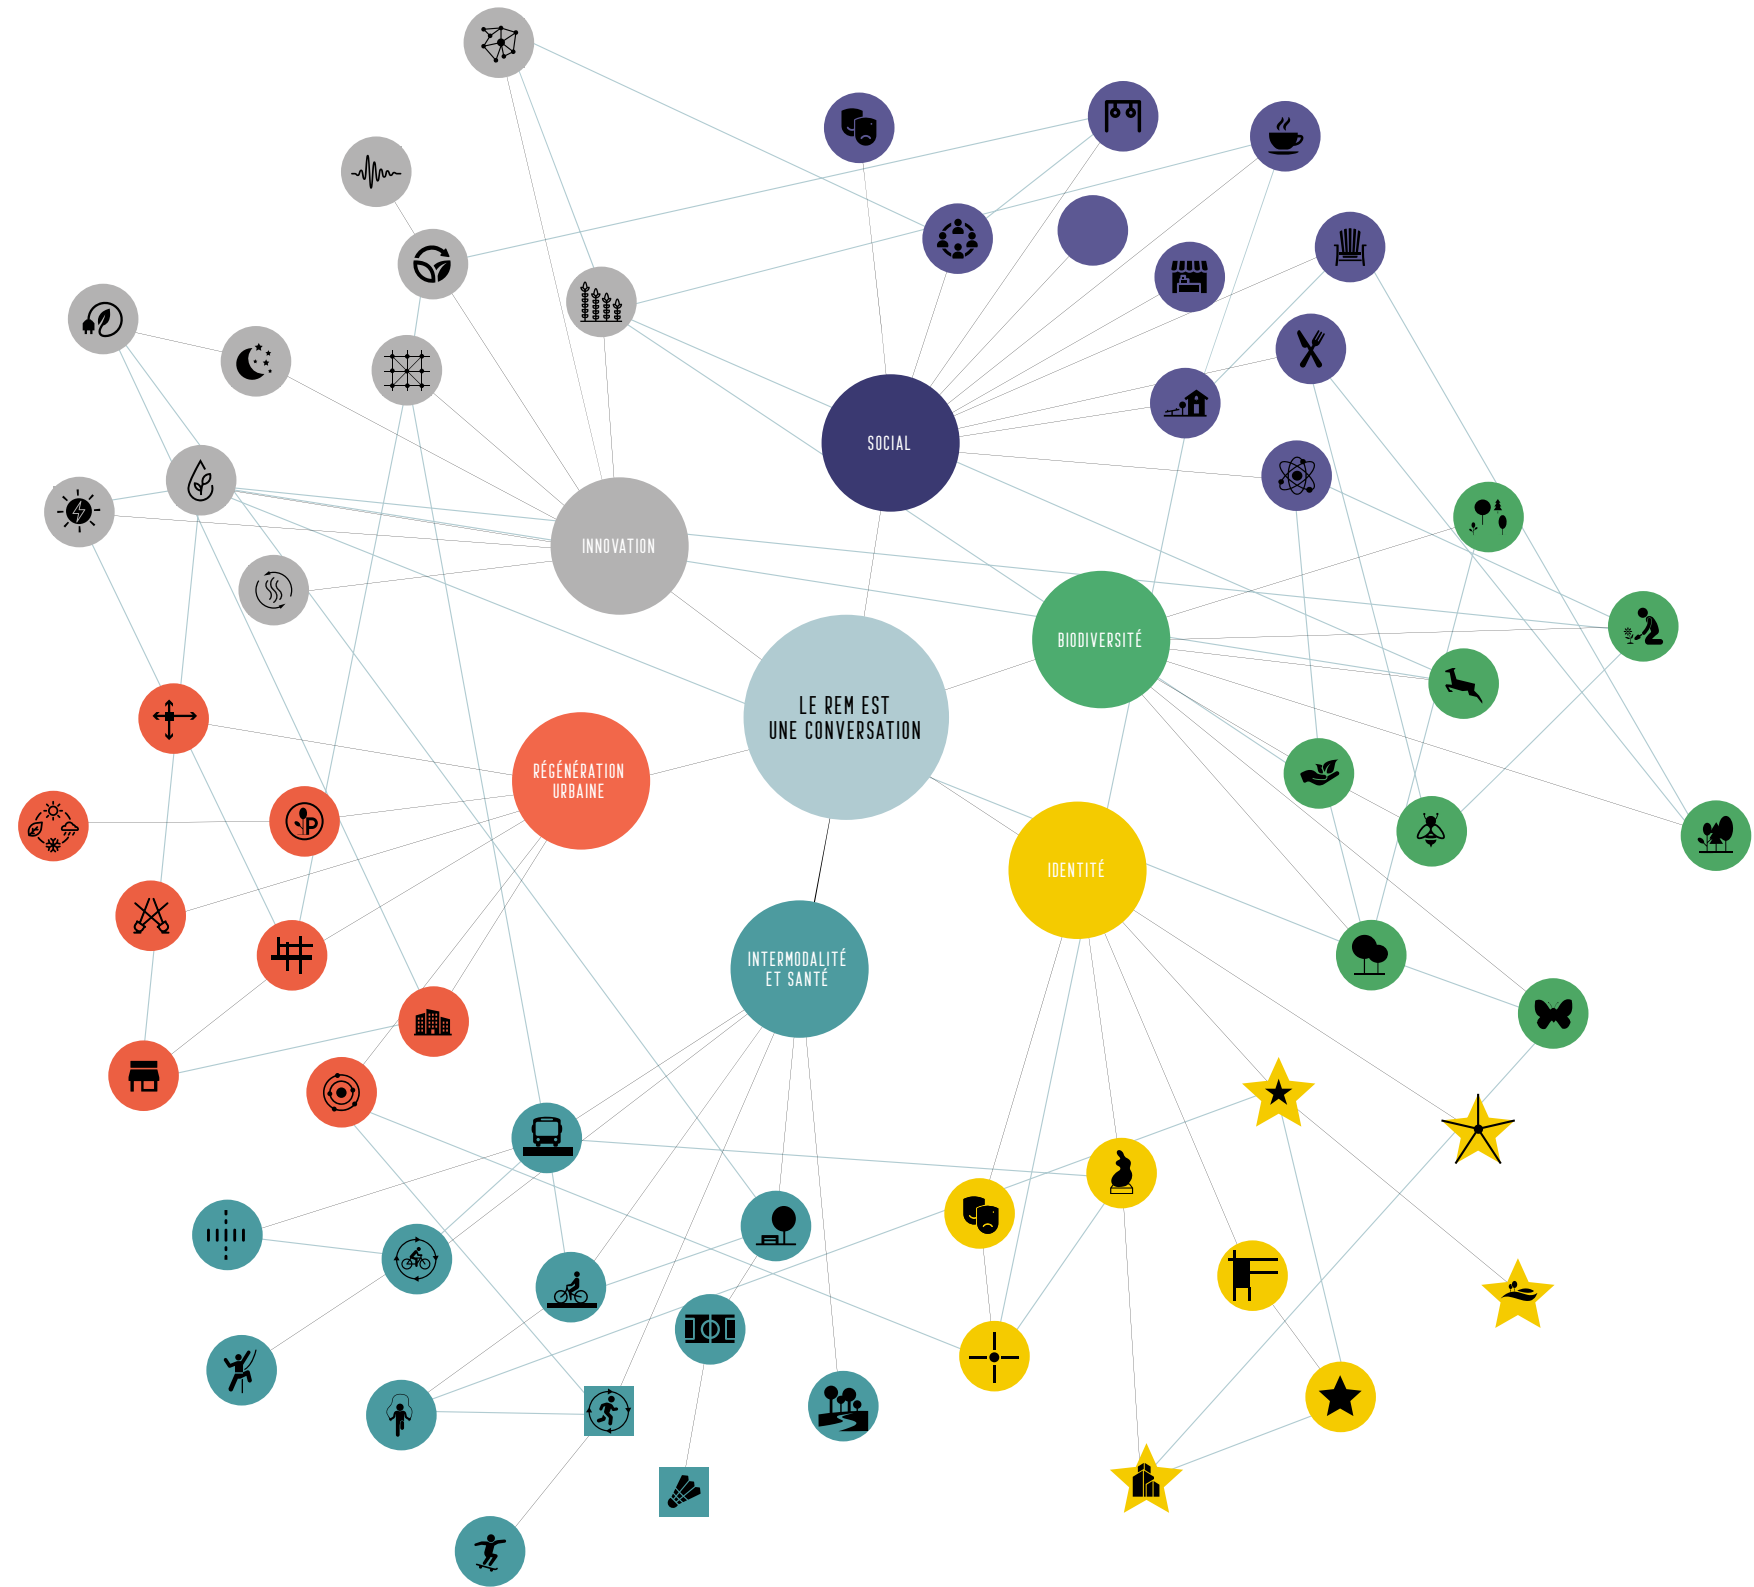 SOCIAL
INNOVATION
BIODIVERSITÉ
LE REM EST
UNE CONVERSATION
RÉGÉNÉRATION
URBAINE
IDENTITÉ
INTERMODALITÉ
ET SANTÉ
P